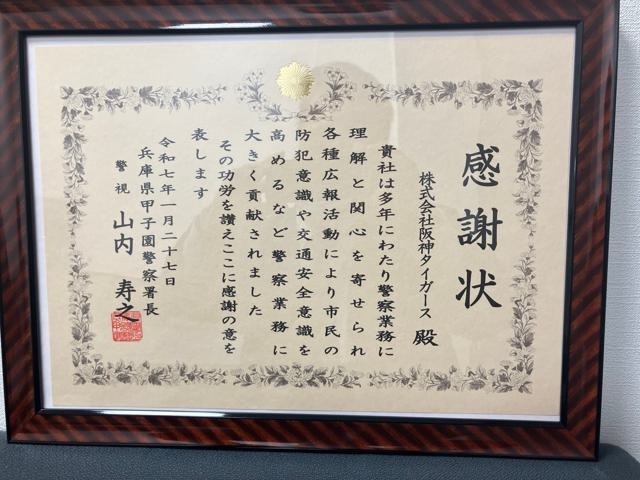 感謝状
株式会社阪神タイガース 殿
貴社は多年にわたり警察業務に
理解と関心を寄せられ
各種広報活動により市民の
防犯意識や交通安全意識を
高めるなど警察業務に
大きく貢献されました
その功労を讃えここに感謝の意を
表します
令和七年一月二十七日
兵庫県甲子園警察署長
警視 山内 寿之